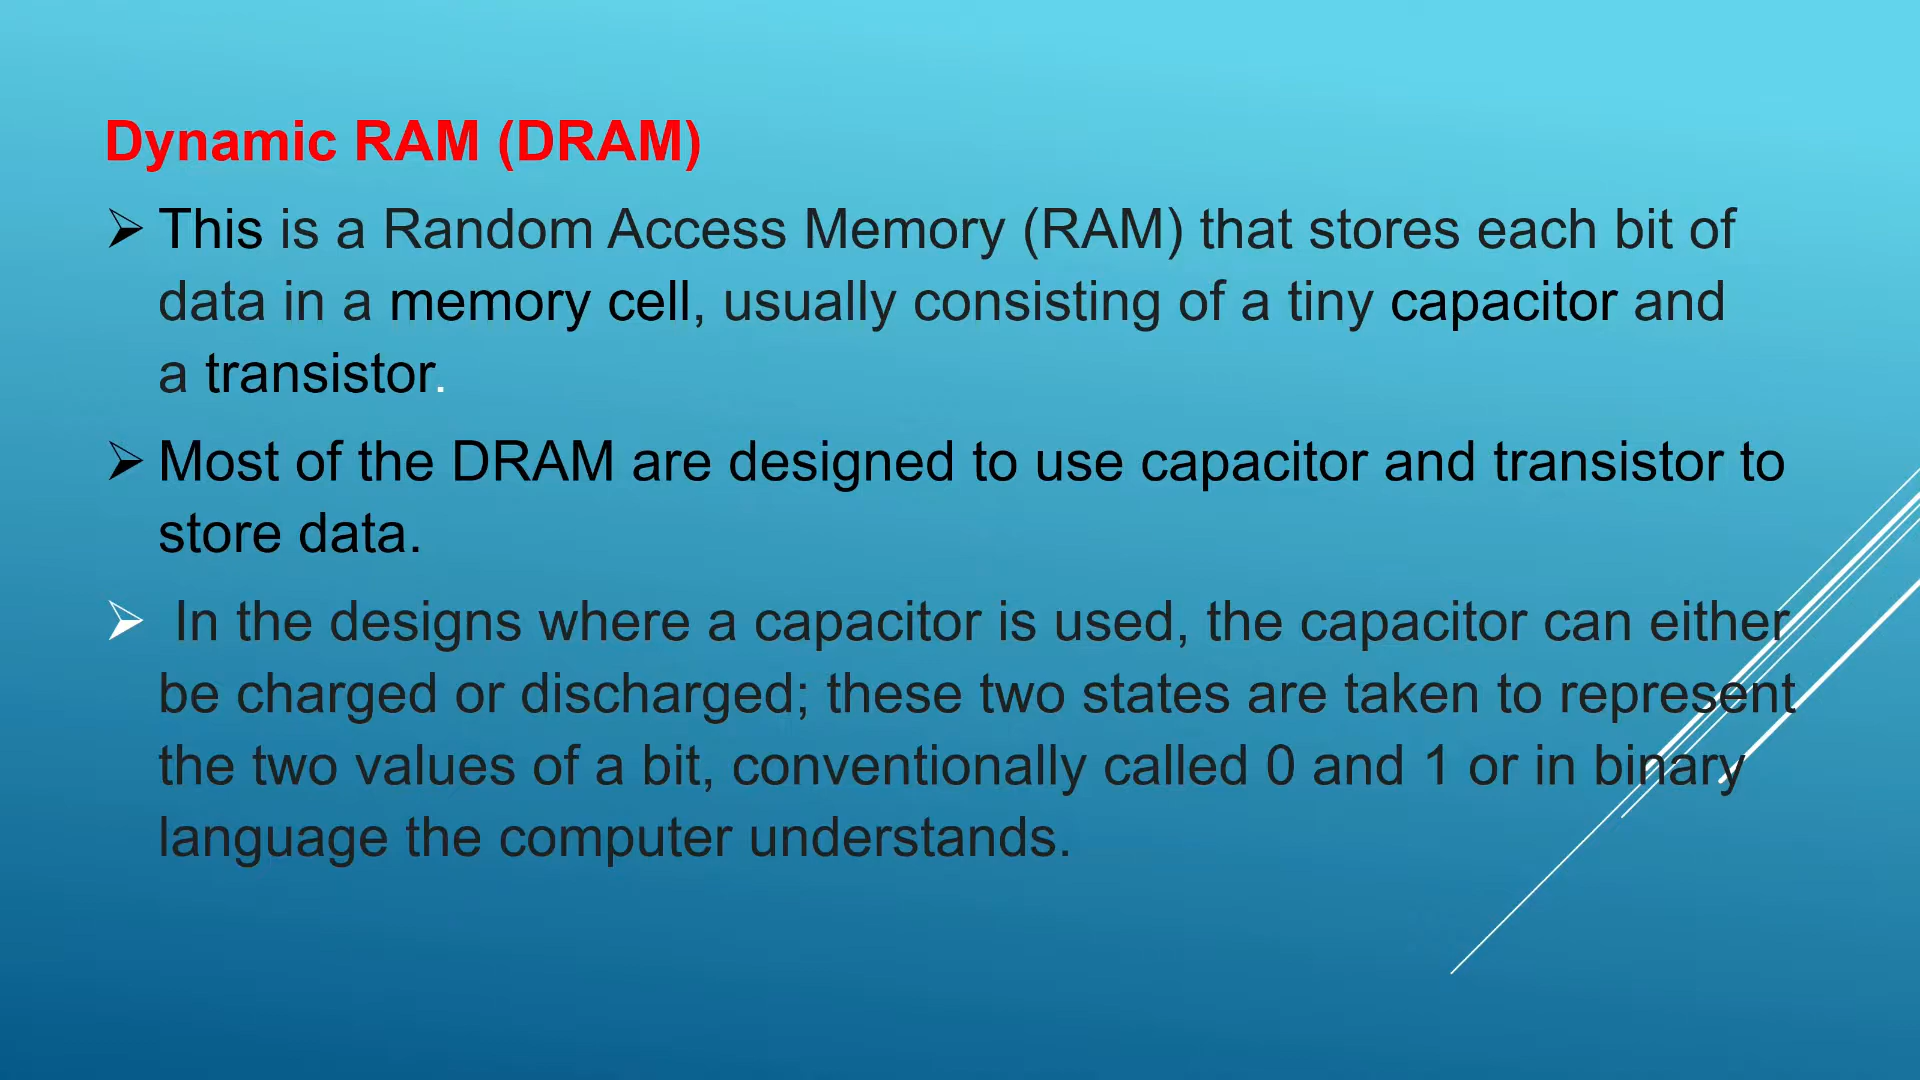 Dynamic RAM (DRAM)
➢ This is a Random Access Memory (RAM) that stores each bit of
data in a memory cell, usually consisting of a tiny capacitor and
a transistor.
➢ Most of the DRAM are designed to use capacitor and transistor to
store data.
➢ In the designs where a capacitor is used, the capacitor can either
be charged or discharged; these two states are taken to represent
the two values of a bit, conventionally called 0 and 1 or in binary
language the computer understands.